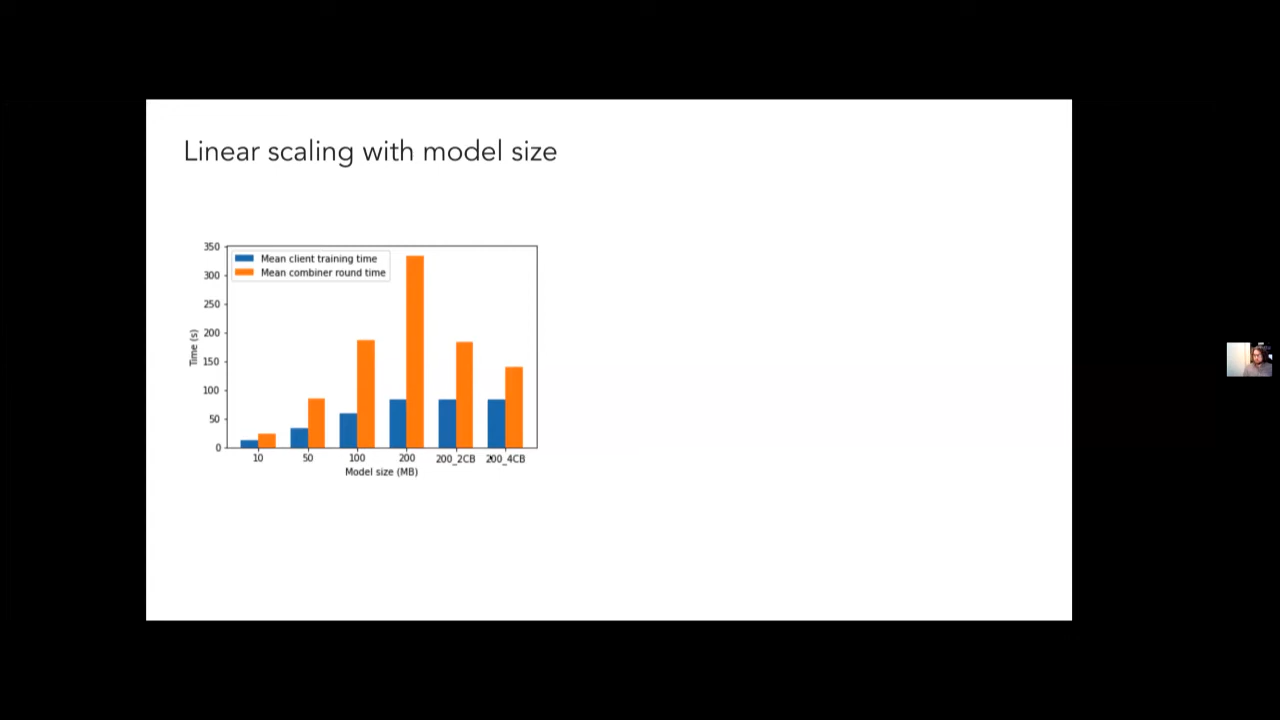 Linear scaling with model size
350
300
250
200
150
100
50
0
Time (s)
Mean client training time
Mean combiner round time
10 50 100 200 200_2CB 200_4CB
Model size (MB)